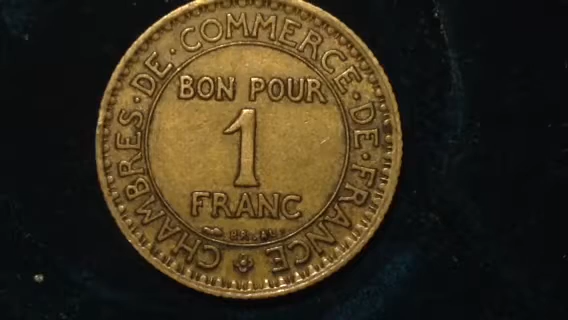 CHAMBRES·DE·COMMERCE·DE·FRANCE
BON POUR
1
FRANC